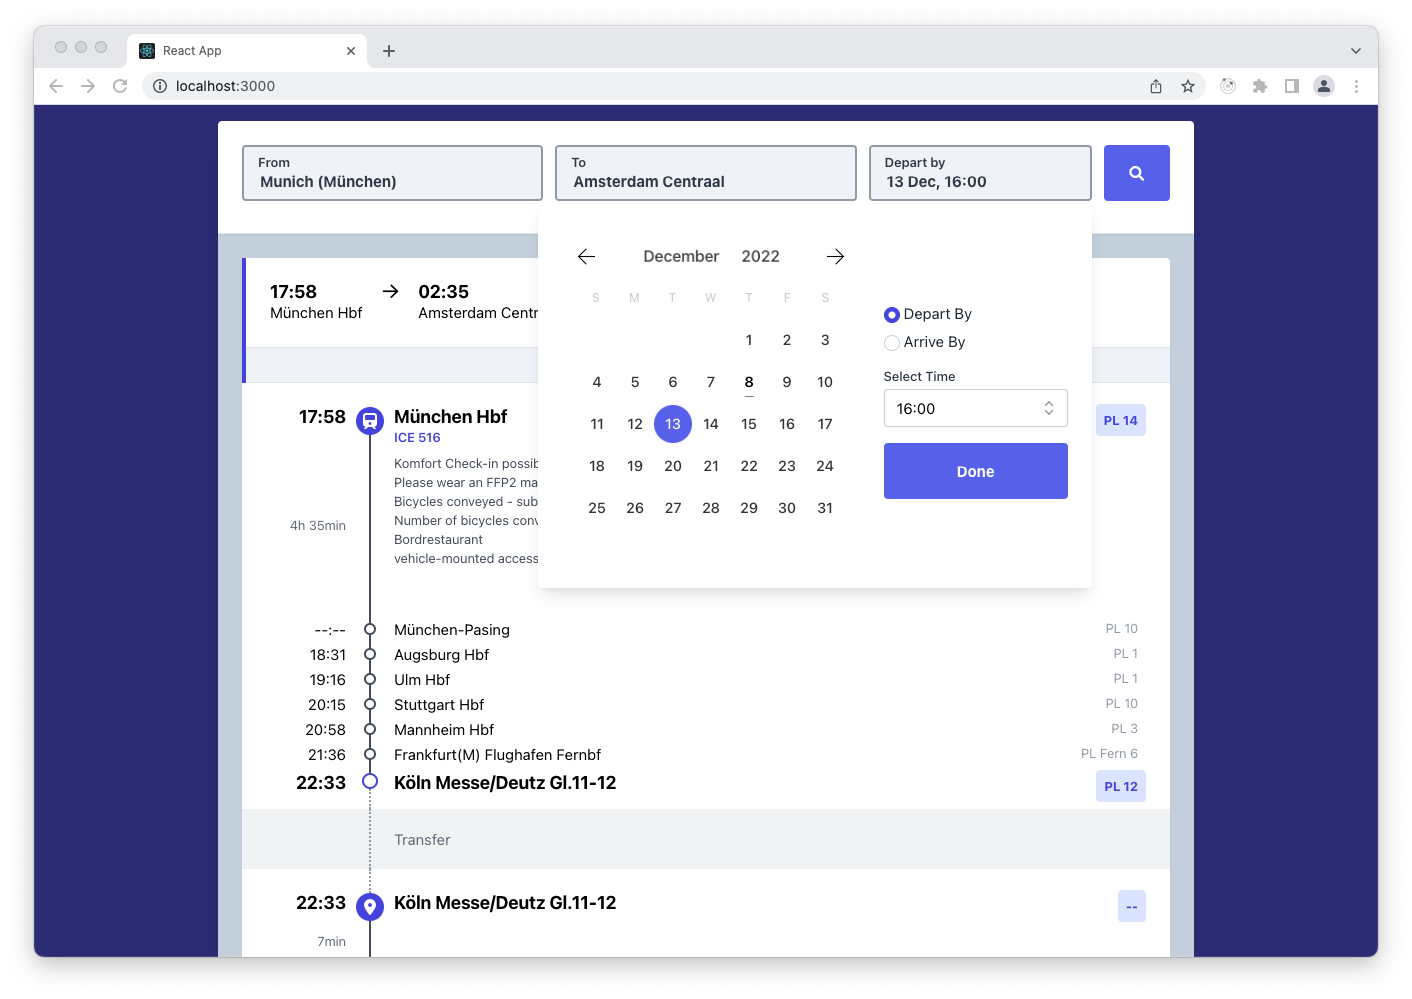 React App
localhost:3000
From
Munich (München)
To
Amsterdam Centraal
Depart by
13 Dec, 16:00
17:58
02:35
München Hbf
Amsterdam Centr
December 2022
S M T W T F S
1 2 3
4 5 6 7 8 9 10
11 12 13 14 15 16 17
18 19 20 21 22 23 24
25 26 27 28 29 30 31
Depart By
Arrive By
Select Time
16:00
Done
17:58 München Hbf PL 14
ICE 516
Komfort Check-in possib
Please wear an FFP2 ma
Bicycles conveyed - sub
Number of bicycles conv
Bordrestaurant
vehicle-mounted access
4h 35min
--:-- München-Pasing PL 10
18:31 Augsburg Hbf PL 1
19:16 Ulm Hbf PL 1
20:15 Stuttgart Hbf PL 10
20:58 Mannheim Hbf PL 3
21:36 Frankfurt(M) Flughafen Fernbf PL Fern 6
22:33 Köln Messe/Deutz Gl.11-12 PL 12
Transfer
22:33 Köln Messe/Deutz Gl.11-12 --
7min